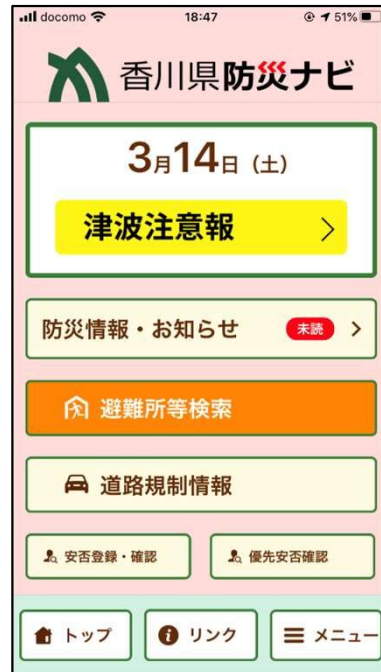 docomo 18:47 51%
香川県防災ナビ
3月14日（土）
津波注意報
防災情報・お知らせ 未読
避難所等検索
道路規制情報
安否登録・確認 優先安否確認
トップ リンク メニュー